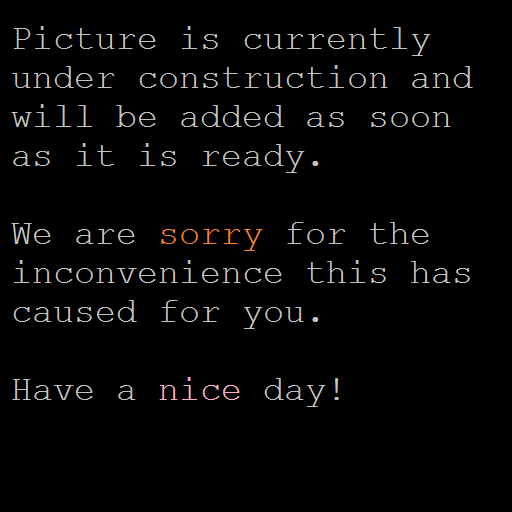 Picture is currently
under construction and
will be added as soon
as it is ready.
We are sorry for the
inconvenience this has
caused for you.
Have a nice day!